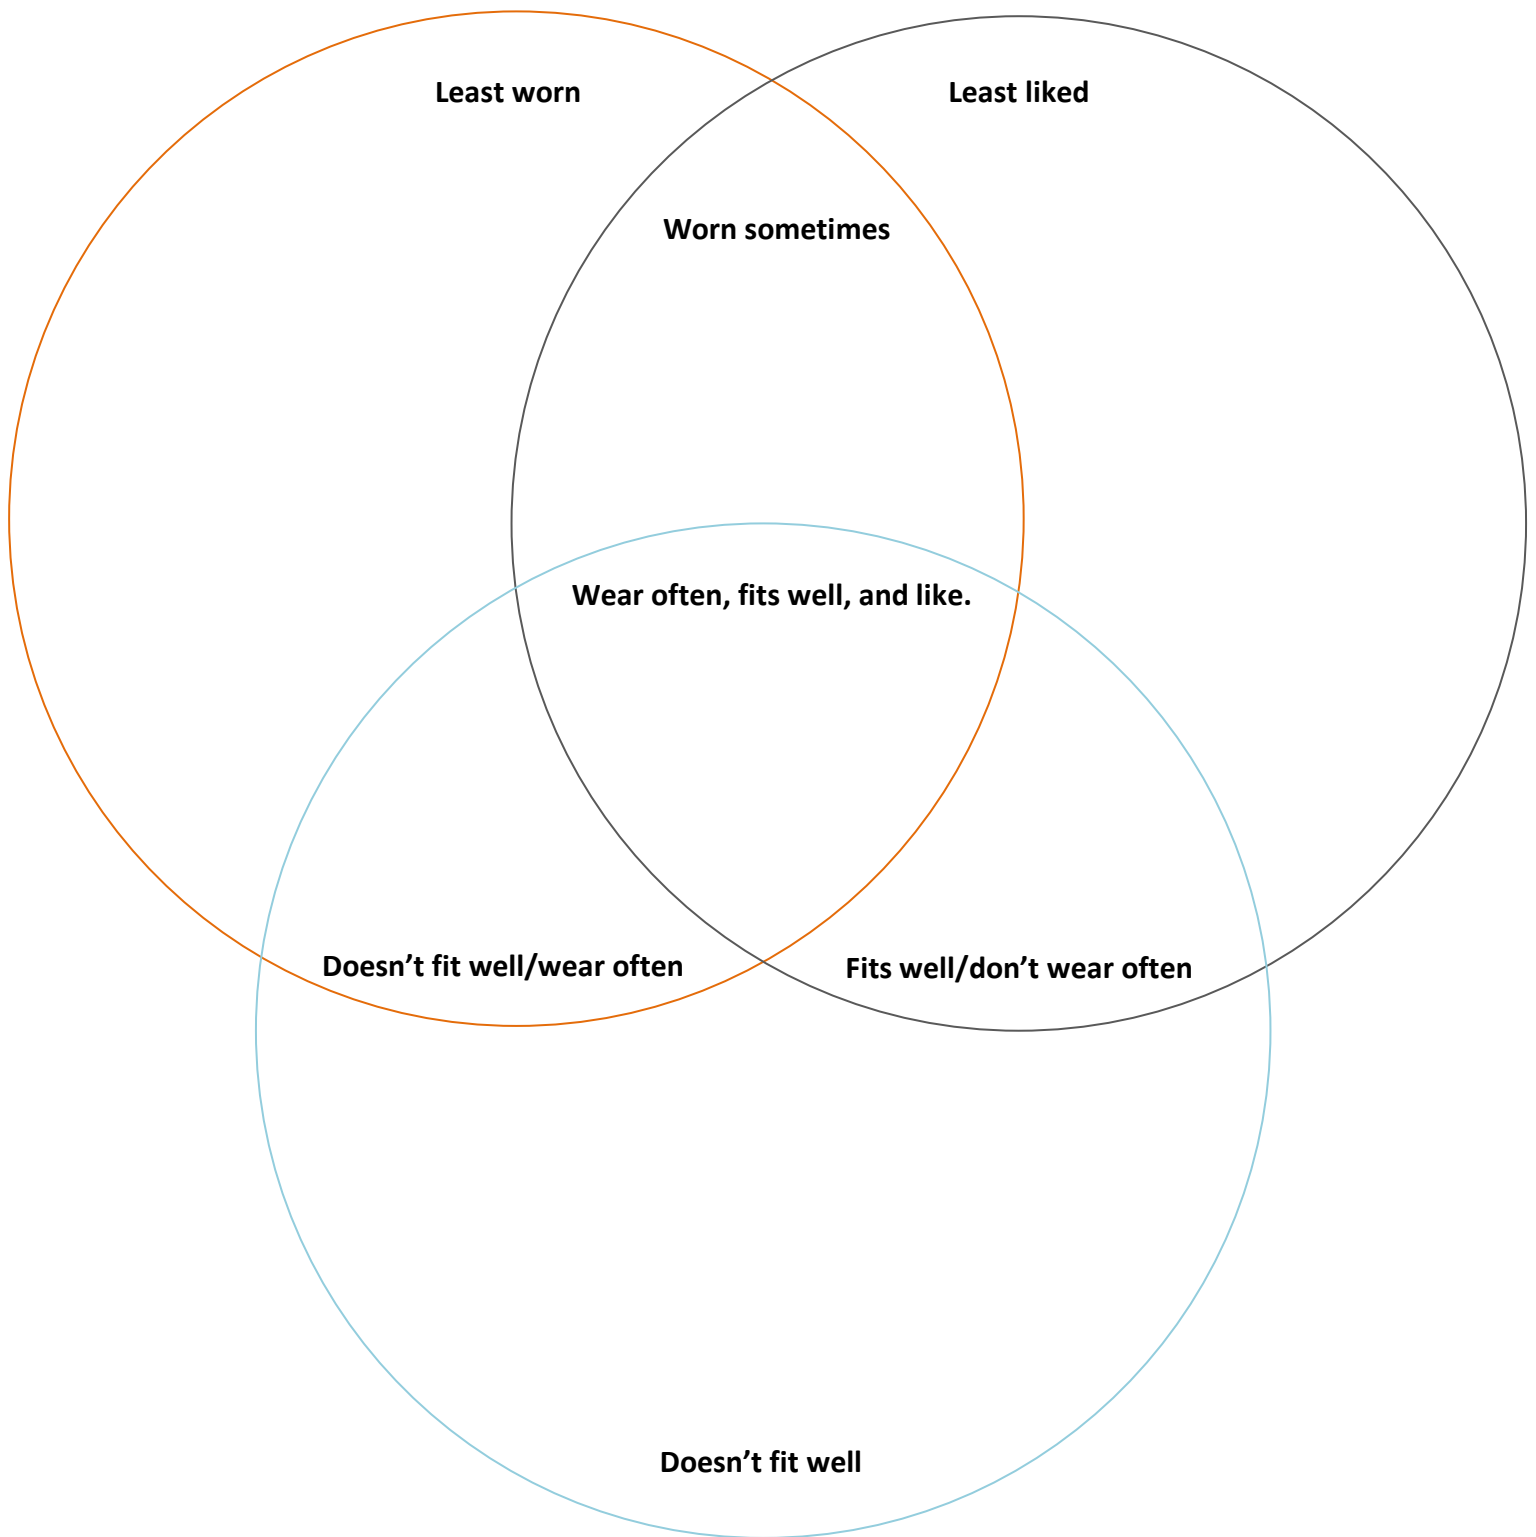 Least worn
Least liked
Worn sometimes
Wear often, fits well, and like.
Doesn’t fit well/wear often
Fits well/don’t wear often
Doesn’t fit well